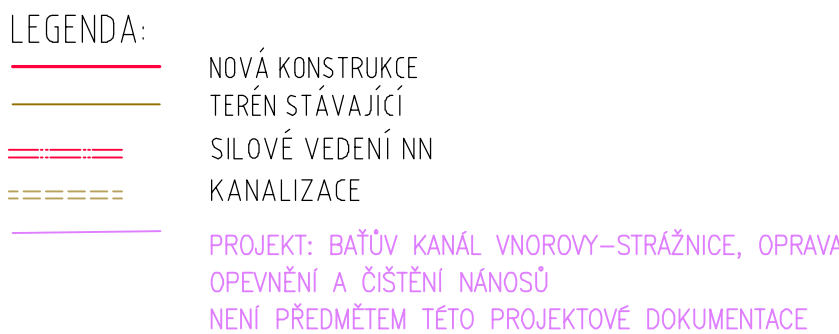 LEGENDA:
NOVÁ KONSTRUKCE
TERÉN STÁVAJÍCÍ
SILOVÉ VEDENÍ NN
KANALIZACE
PROJEKT: BAŤŮV KANÁL VNOROVY-STRÁŽNICE, OPRAVA
OPEVNĚNÍ A ČIŠTĚNÍ NÁNOSŮ
NENÍ PŘEDMĚTEM TÉTO PROJEKTOVÉ DOKUMENTACE